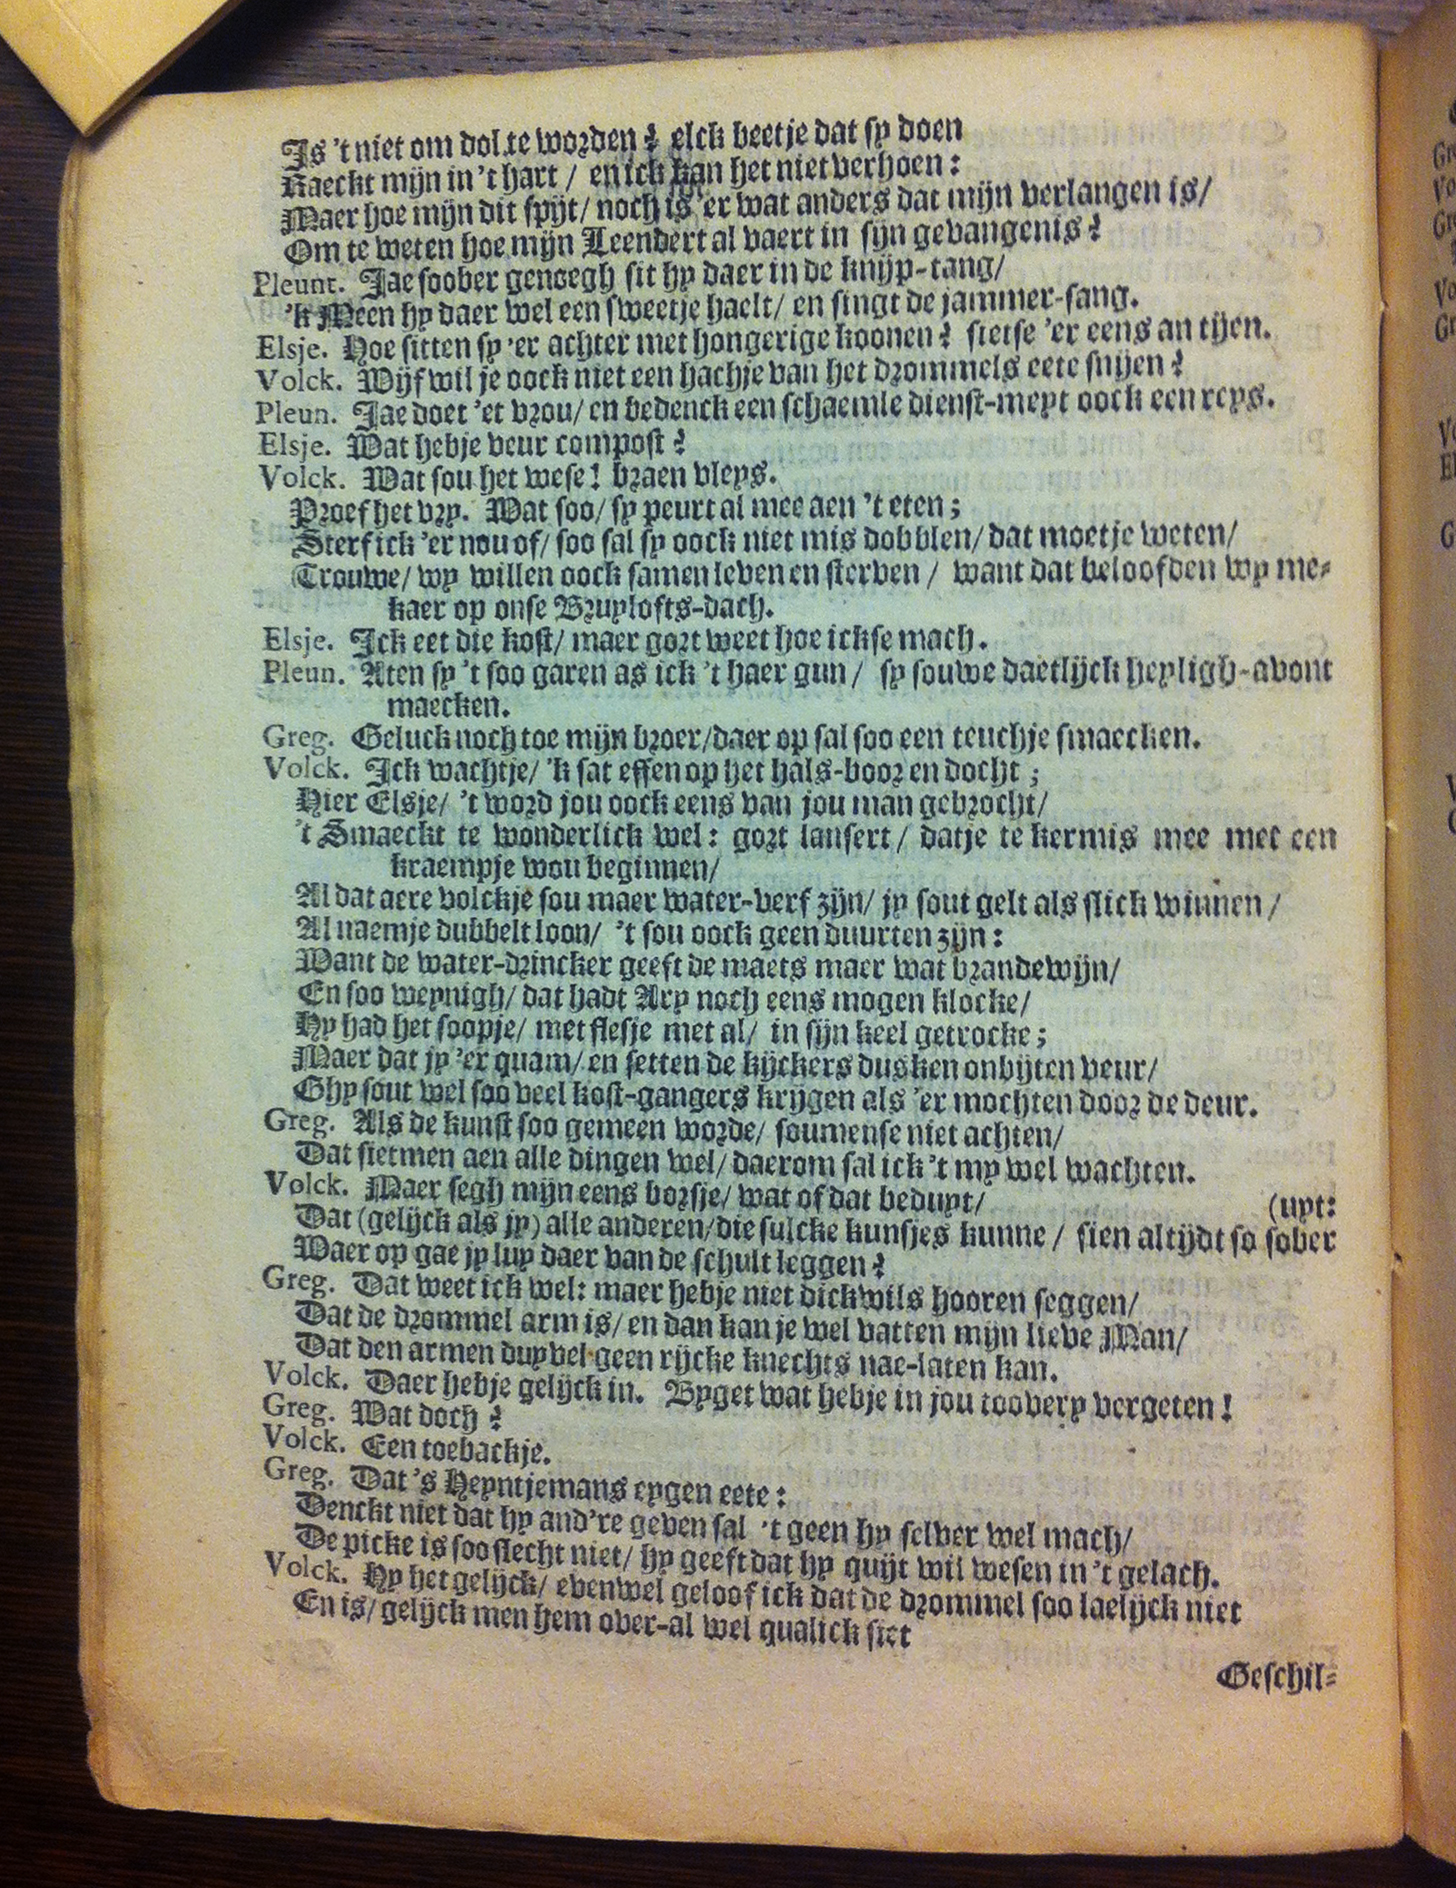 Is 't niet om dol te worden? elck beetje dat sy doen
Raeckt mijn in 't hart / en ick kan het niet verhoen:
Maer hoe mijn dit spijt / noch is 'er wat anders dat mijn verlangen is /
Om te weten hoe mijn Leendert al vaert in sijn gevangenis?
Pleunt. Jae soober genoegh sit hy daer in de knijp-tang /
'k Meen hy daer wel een sweetje haelt / en singt de jammer-sang.
Elsje. Hoe sitten sy 'er achter met hongerige koonen? sietse 'er eens an tijen.
Volck. Wijf wil je oock niet een hachje van het drommels eete snijen?
Pleun. Jae doet 'et vrou / en bedenck een schaemle dienst-meyt oock een reys.
Elsje. Wat hebje veur compost?
Volck. Wat sou het wese! braen vleys.
Proef het vry. Wat soo / sy peurt al mee aen 't eten;
Sterf ick 'er nou of / soo sal sy oock niet mis dobblen / dat moetje weten /
Trouwe / wy willen oock samen leven en sterven / want dat beloofden wy me-
kaer op onse Bruylofts-dach.
Elsje. Ick eet die kost / maer gort weet hoe ickse mach.
Pleun. Aten sy 't soo garen as ick 't haer gun / sy souwe daetlijck heyligh-avont
maecken.
Greg. Geluck noch toe mijn broer / daer op sal soo een teuchje smaecken.
Volck. Ick wachtje / 'k sat effen op het hals-boor en docht;
Hier Elsje / 't word jou oock eens van jou man gebrocht /
't Smaeckt te wonderlick wel: gort lansert / datje te kermis mee met een
kraempje wou beginnen /
Al dat aere volckje sou maer water-verf zijn / jy sout gelt als slick winnen /
Al naemje dubbelt loon / 't sou oock geen duurten zijn:
Want de water-drincker geeft de maets maer wat brandewijn /
En soo weynigh / dat hadt Ary noch eens mogen klocke /
Hy had het soopje / met flesje met al / in sijn keel getrocke;
Maer dat jy 'er quam / en setten de kijckers dusken onbijten veur /
Ghy sout wel soo veel kost-gangers krijgen als 'er mochten door de deur.
Greg. Als de kunst soo gemeen worde / soumense niet achten /
Dat sietmen aen alle dingen wel / daerom sal ick 't my wel wachten.
Volck. Maer segh mijn eens borsje / wat of dat beduyt / (uyt:
Dat (gelijck als jy) alle anderen / die sulcke kunsjes kunne / sien altijdt so sober
Waer op gae jy luy daer van de schult leggen?
Greg. Dat weet ick wel: maer hebje niet dickwils hooren seggen /
Dat de drommel arm is / en dan kan je wel vatten mijn lieve Man /
Dat den armen duyvel geen rijcke knechts nae-laten kan.
Volck. Daer hebje gelijck in. Byget wat hebje in jou toovery vergeten!
Greg. Wat doch?
Volck. Een toebackje.
Greg. Dat 's Heyntjemans eygen eete:
Denckt niet dat hy and're geven sal 't geen hy selver wel mach /
De picke is soo slecht niet / hy geeft dat hy quijt wil wesen in 't gelach.
Volck. Hy het gelijck / evenwel geloof ick dat de drommel soo laelijck niet
En is / gelijck men hem over-al wel qualick siet
Geschil-